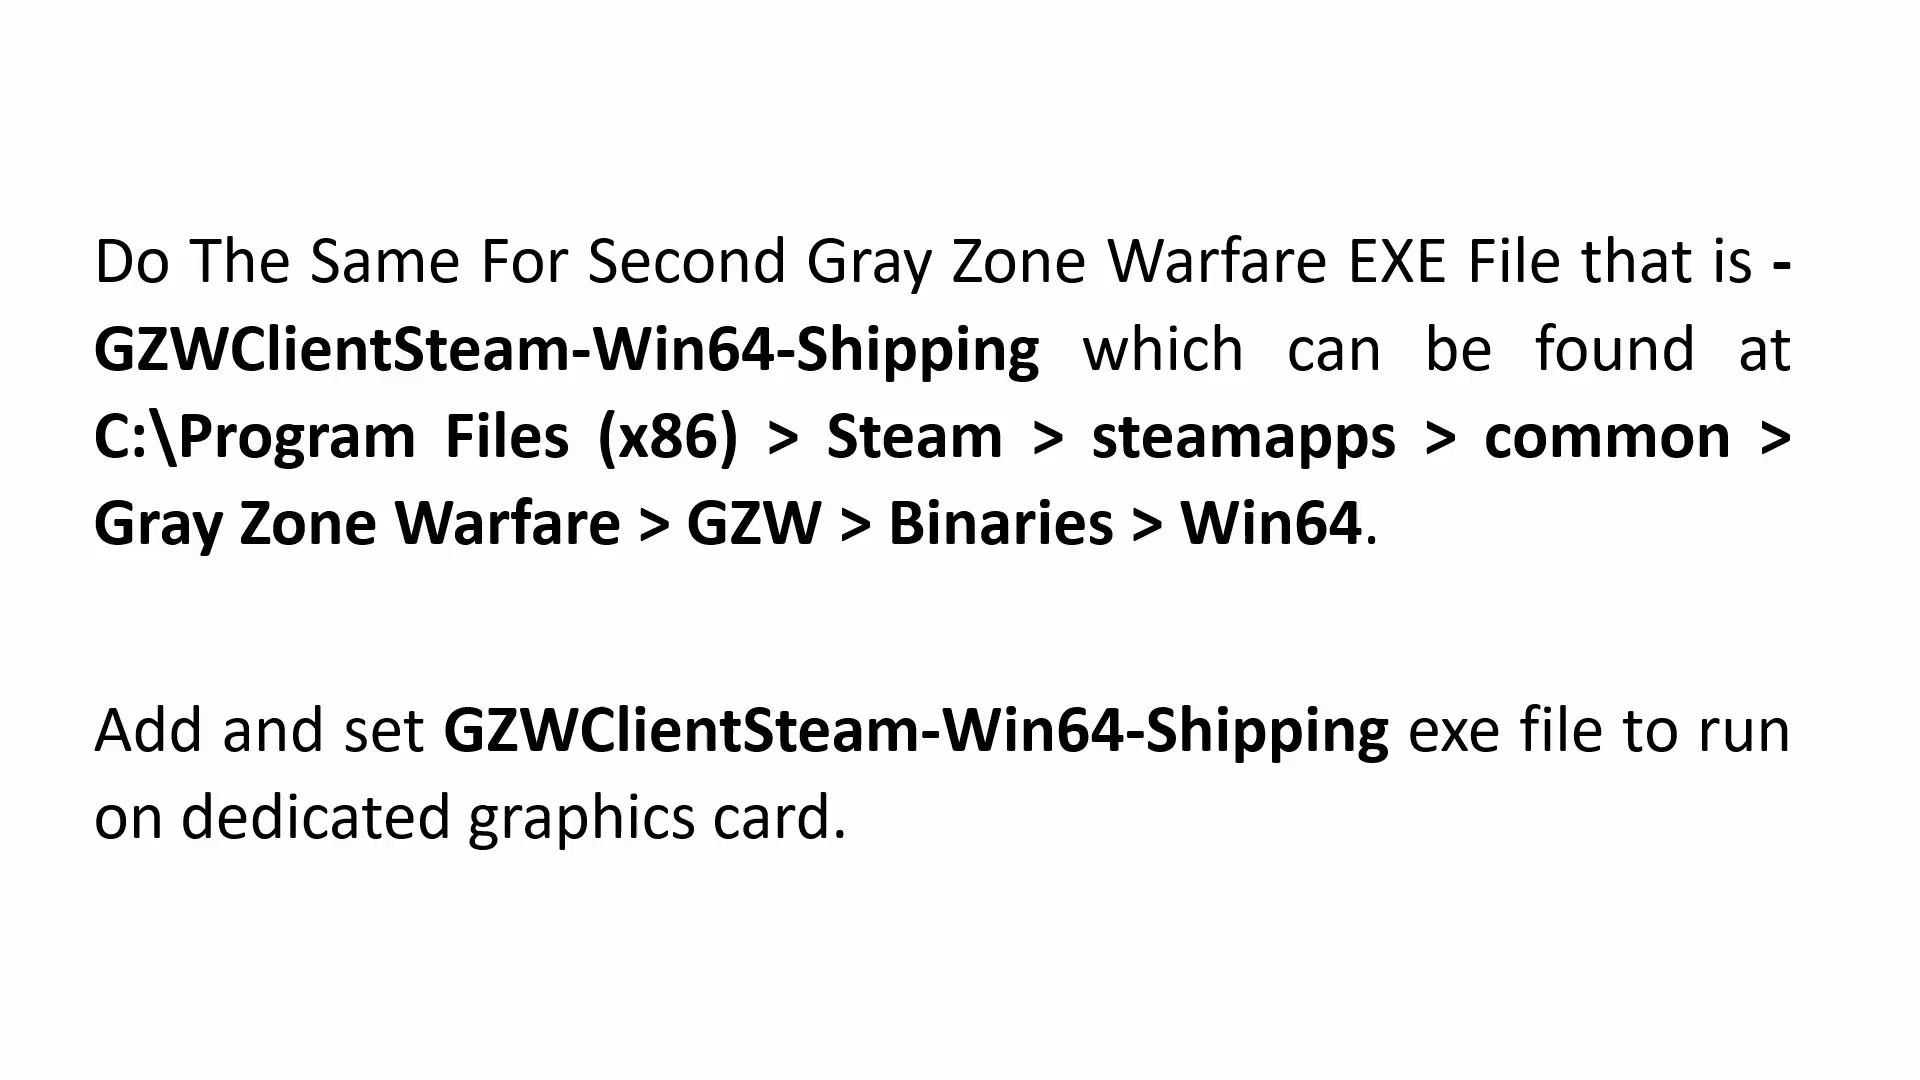 Do The Same For Second Gray Zone Warfare EXE File that is -
GZWClientSteam-Win64-Shipping which can be found at
C:\Program Files (x86) > Steam > steamapps > common >
Gray Zone Warfare > GZW > Binaries > Win64.
Add and set GZWClientSteam-Win64-Shipping exe file to run
on dedicated graphics card.